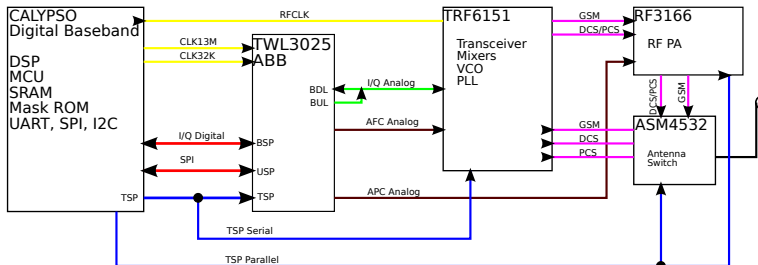 CALYPSO
Digital Baseband
DSP
MCU
SRAM
Mask ROM
UART, SPI, I2C
TSP
RFCLK
CLK13M
CLK32K
I/Q Digital
SPI
TWL3025
ABB
BDL
BUL
BSP
USP
TSP
I/Q Analog
AFC Analog
APC Analog
TSP Serial
TSP Parallel
TRF6151
Transceiver
Mixers
VCO
PLL
GSM
DCS/PCS
RF3166
RF PA
DCS/PCS
GSM
GSM
DCS
PCS
ASM4532
Antenna
Switch